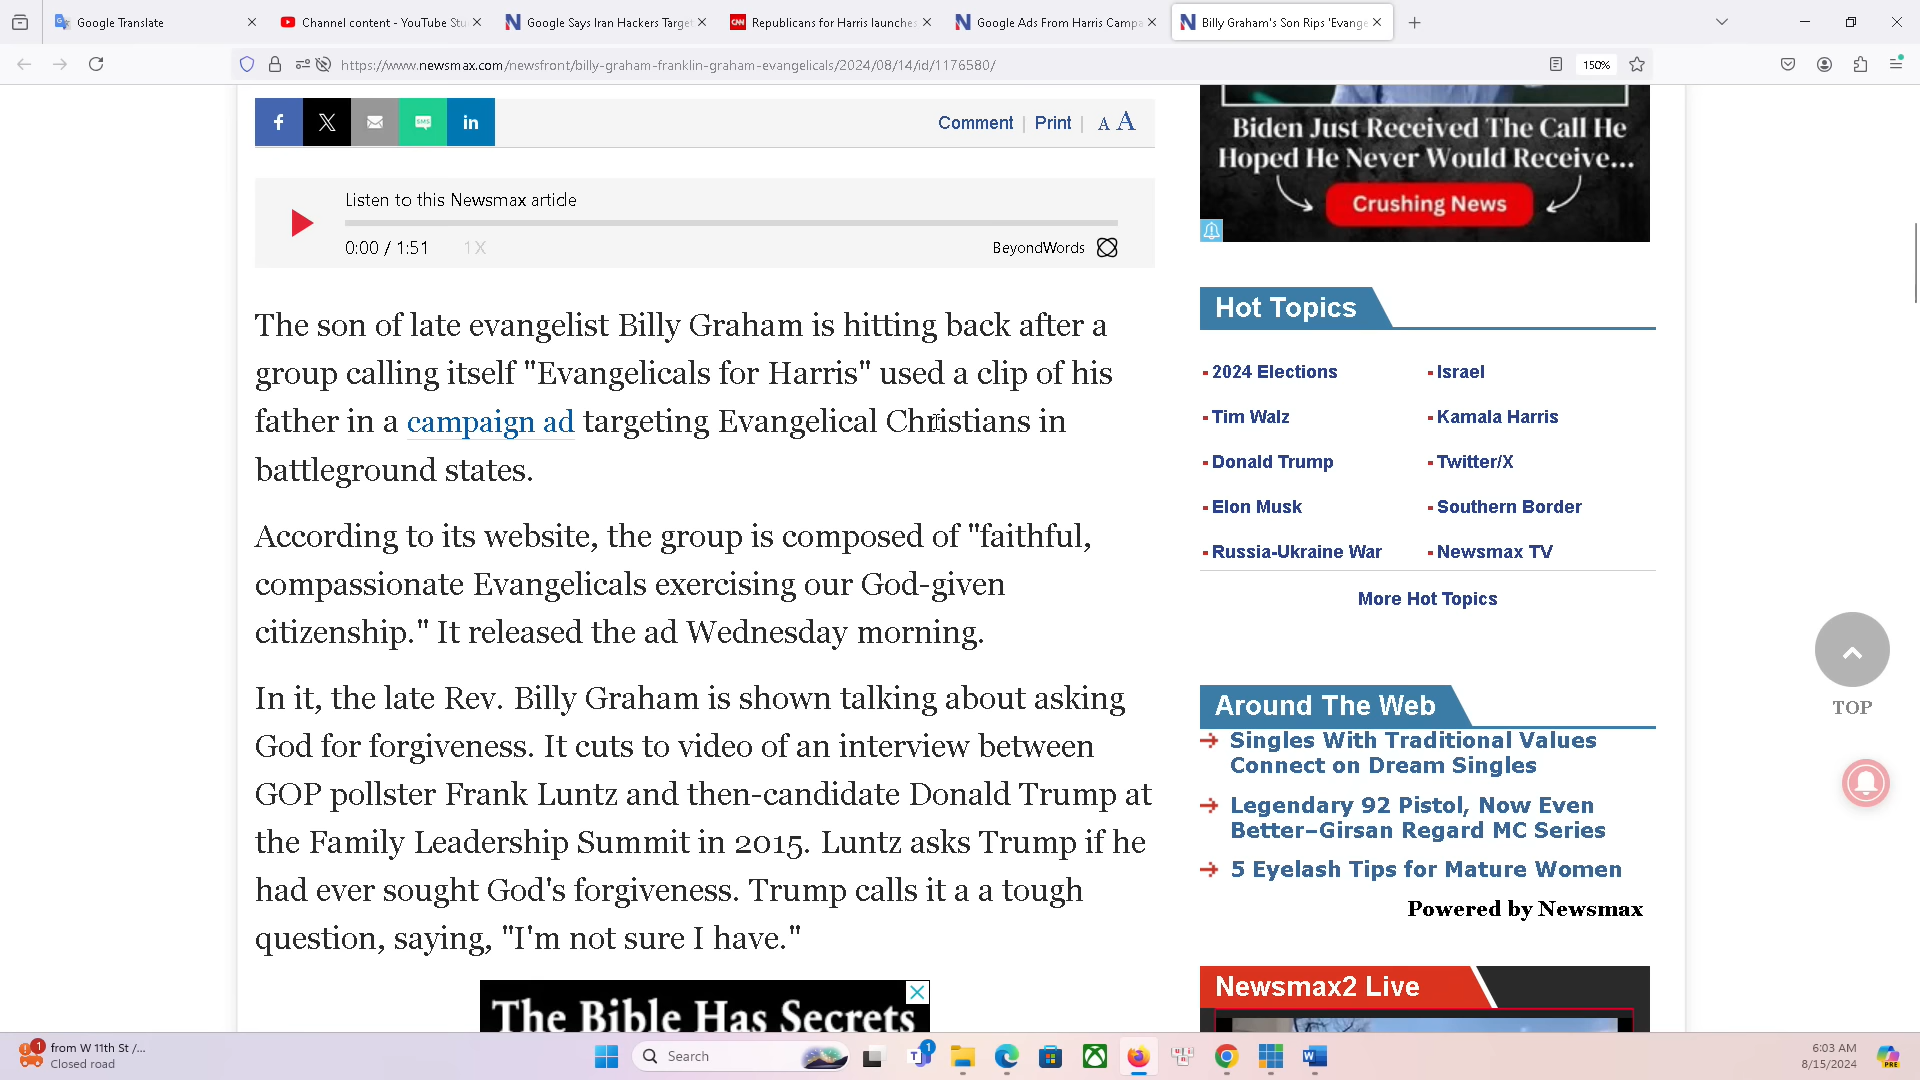 Google Translate
Channel content - YouTube Stu
Google Says Iran Hackers Target
Republicans for Harris launches
Google Ads From Harris Campa
Billy Graham's Son Rips 'Evange
https://www.newsmax.com/newsfront/billy-graham-franklin-graham-evangelicals/2024/08/14/id/1176580/
150%
Comment | Print | A A
Listen to this Newsmax article
0:00 / 1:51 1X
BeyondWords
The son of late evangelist Billy Graham is hitting back after a
group calling itself "Evangelicals for Harris" used a clip of his
father in a campaign ad targeting Evangelical Christians in
battleground states.
According to its website, the group is composed of "faithful,
compassionate Evangelicals exercising our God-given
citizenship." It released the ad Wednesday morning.
In it, the late Rev. Billy Graham is shown talking about asking
God for forgiveness. It cuts to video of an interview between
GOP pollster Frank Luntz and then-candidate Donald Trump at
the Family Leadership Summit in 2015. Luntz asks Trump if he
had ever sought God's forgiveness. Trump calls it a a tough
question, saying, "I'm not sure I have."
The Bible Has Secrets
Biden Just Received The Call He
Hoped He Never Would Receive...
Crushing News
Hot Topics
2024 Elections
Israel
Tim Walz
Kamala Harris
Donald Trump
Twitter/X
Elon Musk
Southern Border
Russia-Ukraine War
Newsmax TV
More Hot Topics
Around The Web
Singles With Traditional Values
Connect on Dream Singles
Legendary 92 Pistol, Now Even
Better–Girsan Regard MC Series
5 Eyelash Tips for Mature Women
Powered by Newsmax
Newsmax2 Live
TOP
1
from W 11th St /...
Closed road
Search
1
6:03 AM
8/15/2024